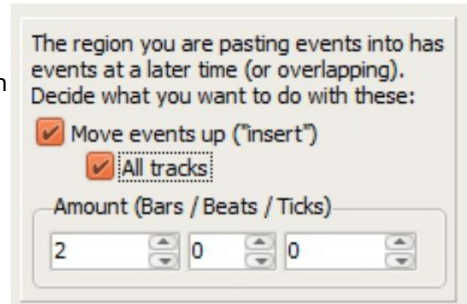 The region you are pasting events into has
events at a later time (or overlapping).
Decide what you want to do with these:
Move events up ("insert")
All tracks
Amount (Bars / Beats / Ticks)
2 0 0